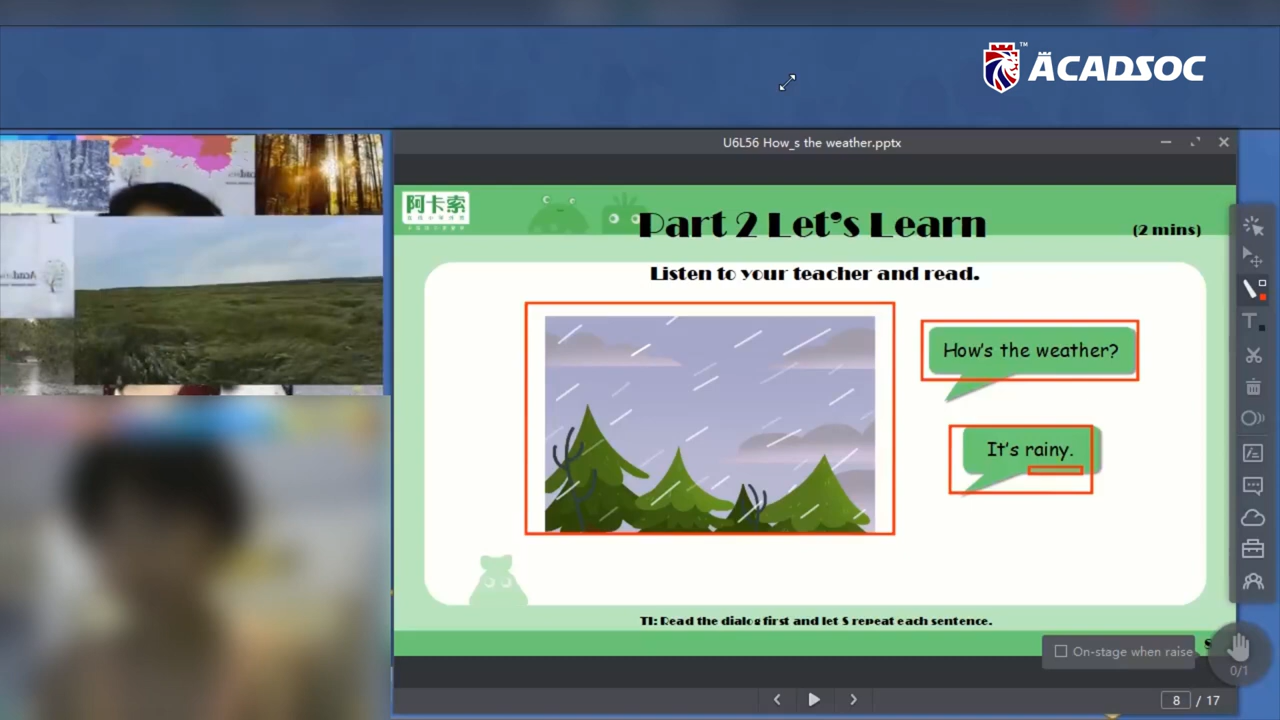 ACADSOC
TM
U6L56 How_s the weather.pptx
阿卡索
Part 2 Let's Learn
(2 mins)
Listen to your teacher and read.
How's the weather?
It's rainy.
TI: Read the dialog first and let S repeat each sentence.
On-stage when raise
0/1
8 / 17